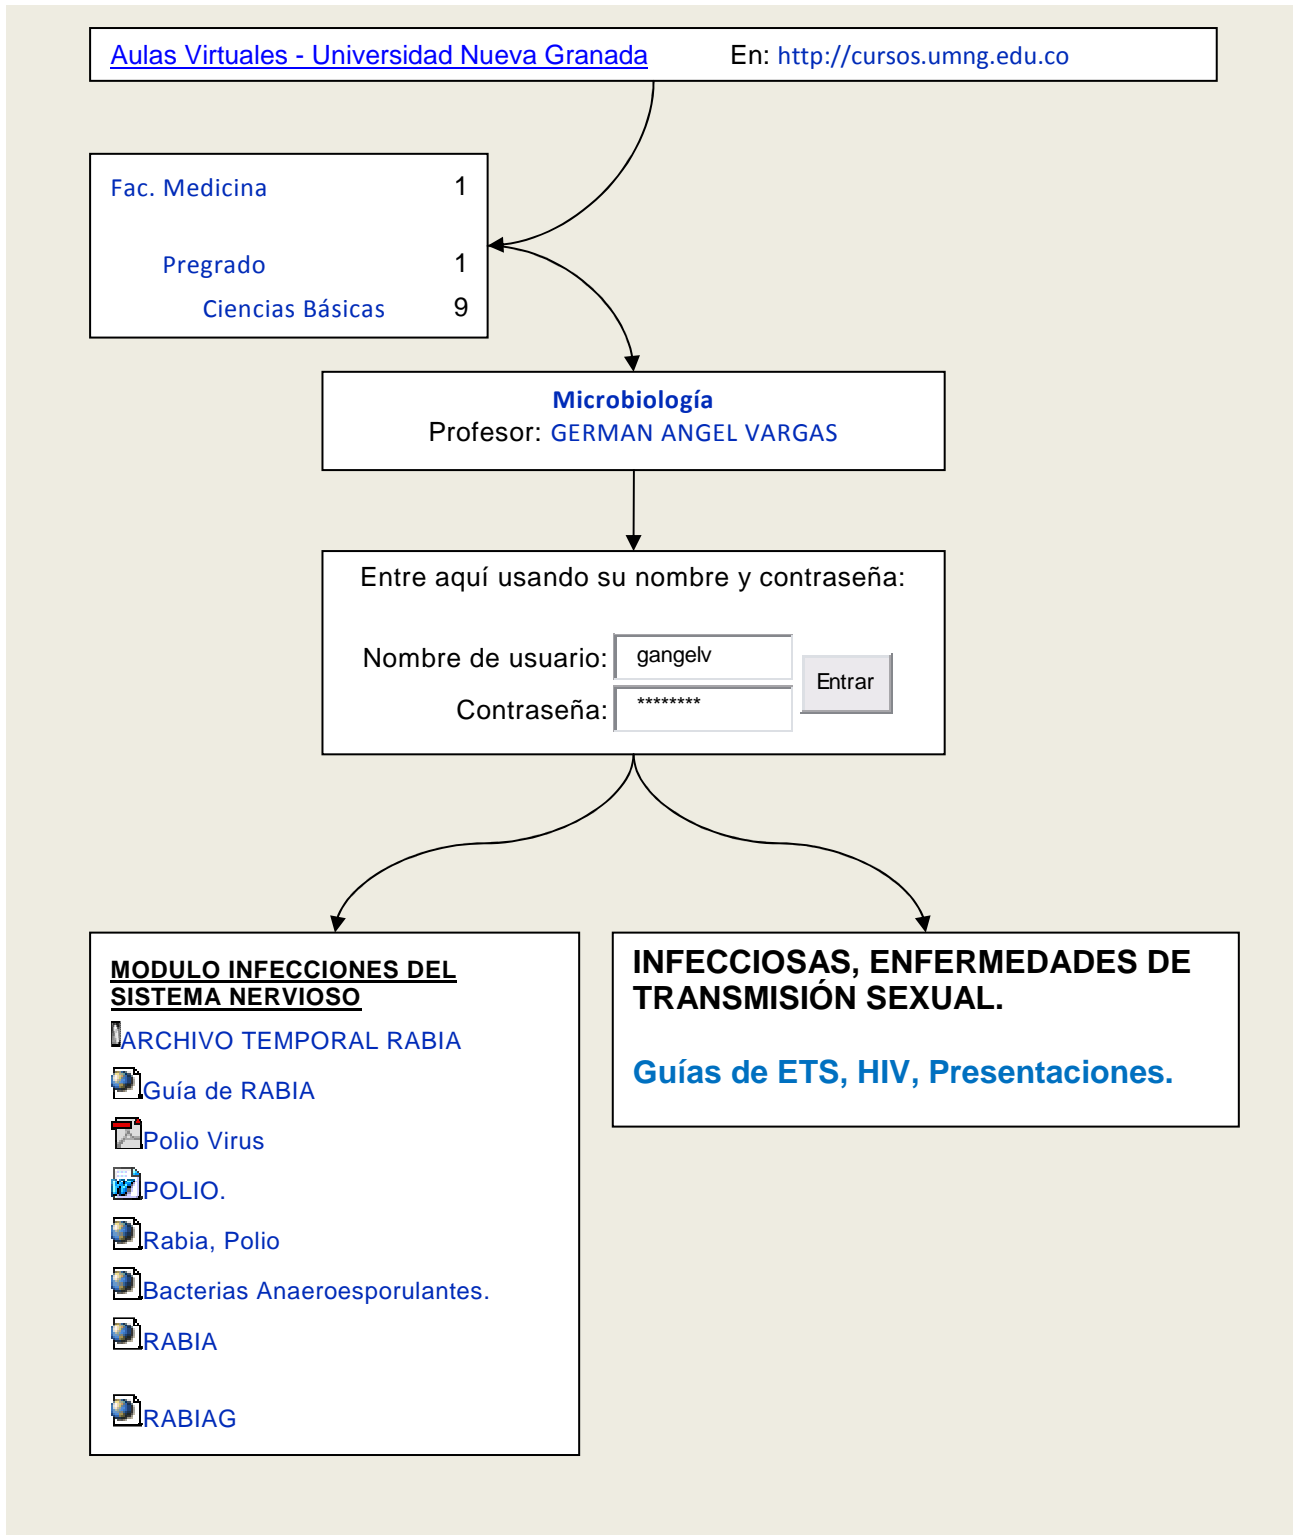 Aulas Virtuales - Universidad Nueva Granada En: http://cursos.umng.edu.co
Fac. Medicina 1
Pregrado 1
Ciencias Básicas 9
Microbiología
Profesor: GERMAN ANGEL VARGAS
Entre aquí usando su nombre y contraseña:
Nombre de usuario: gangelv
Entrar
Contraseña: ********
MODULO INFECCIONES DEL
SISTEMA NERVIOSO
ARCHIVO TEMPORAL RABIA
Guía de RABIA
Polio Virus
POLIO.
Rabia, Polio
Bacterias Anaeroesporulantes.
RABIA
RABIAG
INFECCIOSAS, ENFERMEDADES DE
TRANSMISIÓN SEXUAL.
Guías de ETS, HIV, Presentaciones.